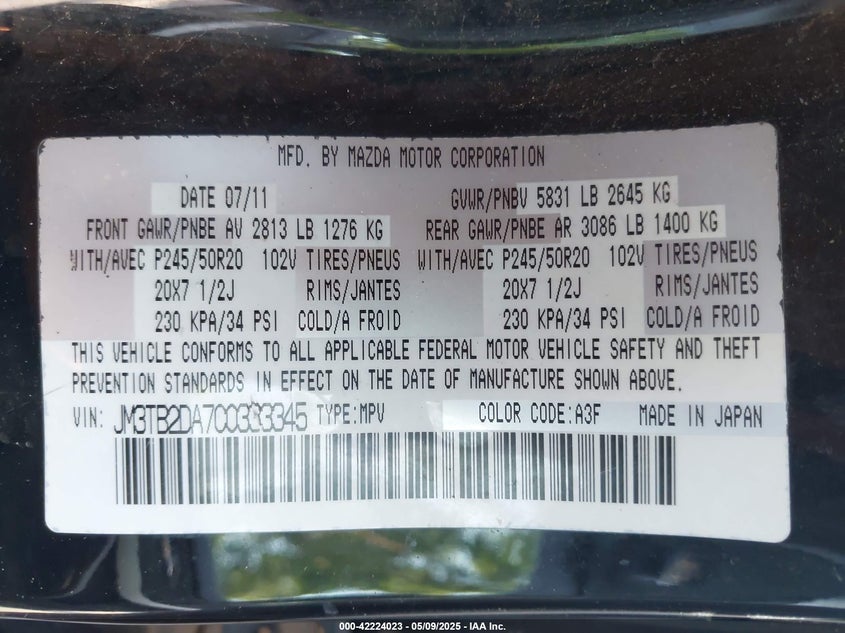 MFD. BY MAZDA MOTOR CORPORATION
DATE 07/11 GVWR/PNBV 5831 LB 2645 KG
FRONT GAWR/PNBE AV 2813 LB 1276 KG REAR GAWR/PNBE AR 3086 LB 1400 KG
WITH/AVEC P245/50R20 102V TIRES/PNEUS WITH/AVEC P245/50R20 102V TIRES/PNEUS
20X7 1/2J RIMS/JANTES 20X7 1/2J RIMS/JANTES
230 KPA/34 PSI COLD/A FROID 230 KPA/34 PSI COLD/A FROID
THIS VEHICLE CONFORMS TO ALL APPLICABLE FEDERAL MOTOR VEHICLE SAFETY AND THEFT
PREVENTION STANDARDS IN EFFECT ON THE DATE OF MANUFACTURE SHOWN ABOVE.
VIN: JM3TB2DA7C0333345 TYPE:MPV COLOR CODE:A3F MADE IN JAPAN
000-42224023 — 05/09/2025 — IAA Inc.